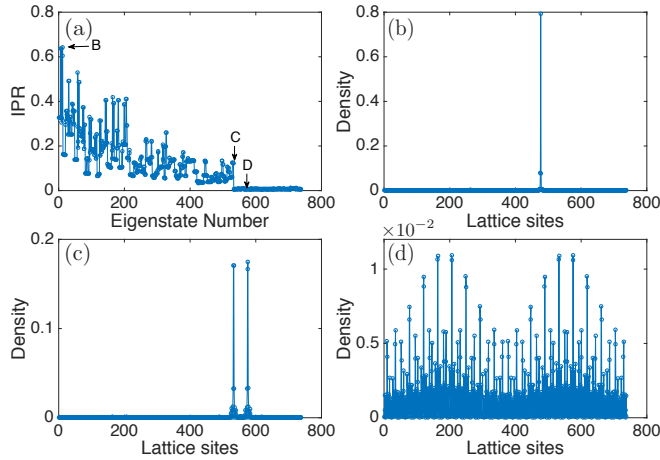 0.8
(a)
B
0.6
0.4
0.2
0
C
D
IPR
0 200 400 600 800
Eigenstate Number
0.8
(b)
0.6
0.4
0.2
0
Density
0 200 400 600 800
Lattice sites
0.2
(c)
0.1
0
Density
0 200 400 600 800
Lattice sites
×10⁻²
(d)
1
0.5
0
Density
0 200 400 600 800
Lattice sites